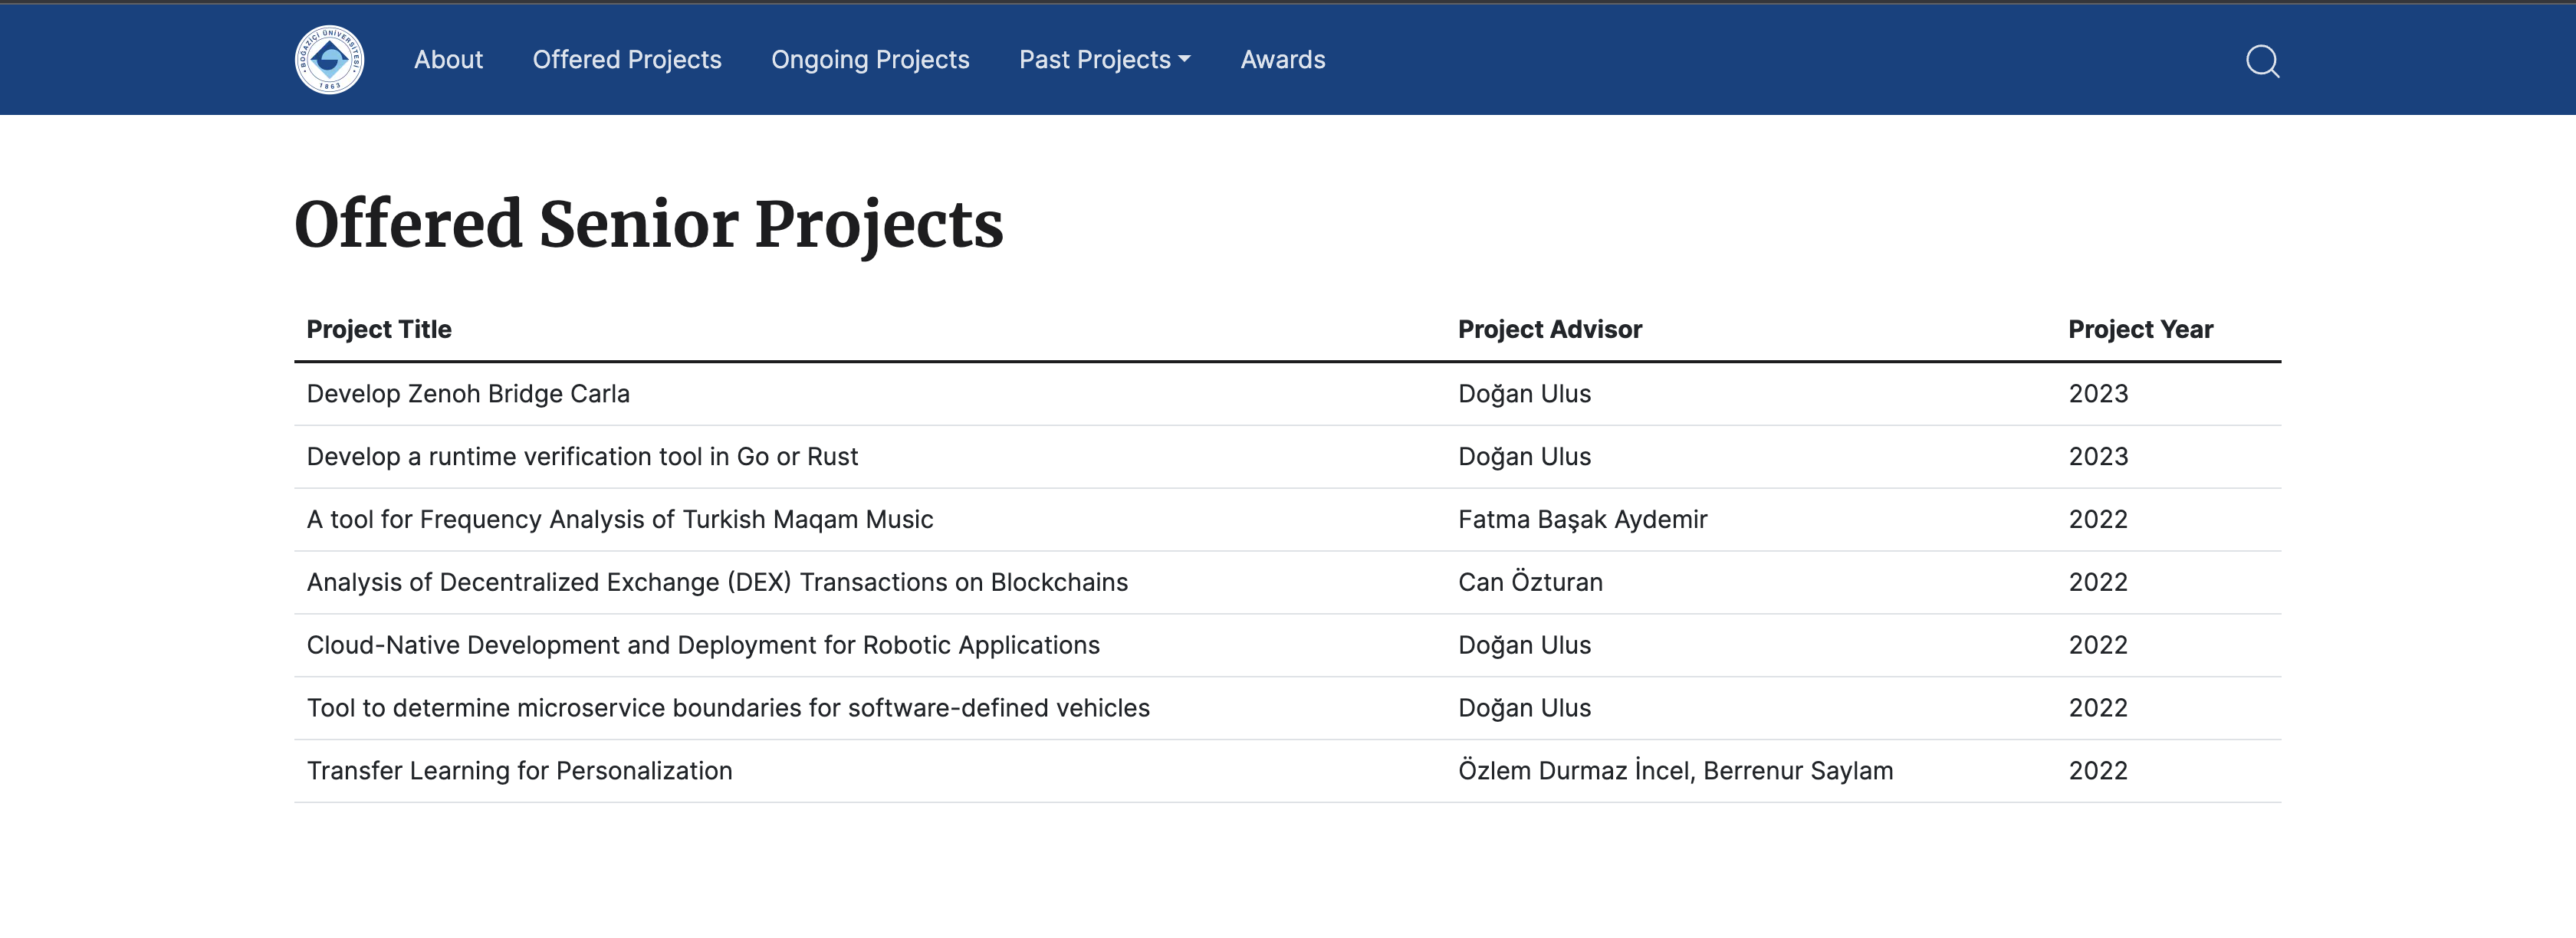 BOĞAZİÇİ ÜNİVERSİTESİ
1863
About Offered Projects Ongoing Projects Past Projects Awards
Offered Senior Projects
Project Title Project Advisor Project Year
Develop Zenoh Bridge Carla Doğan Ulus 2023
Develop a runtime verification tool in Go or Rust Doğan Ulus 2023
A tool for Frequency Analysis of Turkish Maqam Music Fatma Başak Aydemir 2022
Analysis of Decentralized Exchange (DEX) Transactions on Blockchains Can Özturan 2022
Cloud-Native Development and Deployment for Robotic Applications Doğan Ulus 2022
Tool to determine microservice boundaries for software-defined vehicles Doğan Ulus 2022
Transfer Learning for Personalization Özlem Durmaz İncel, Berrenur Saylam 2022